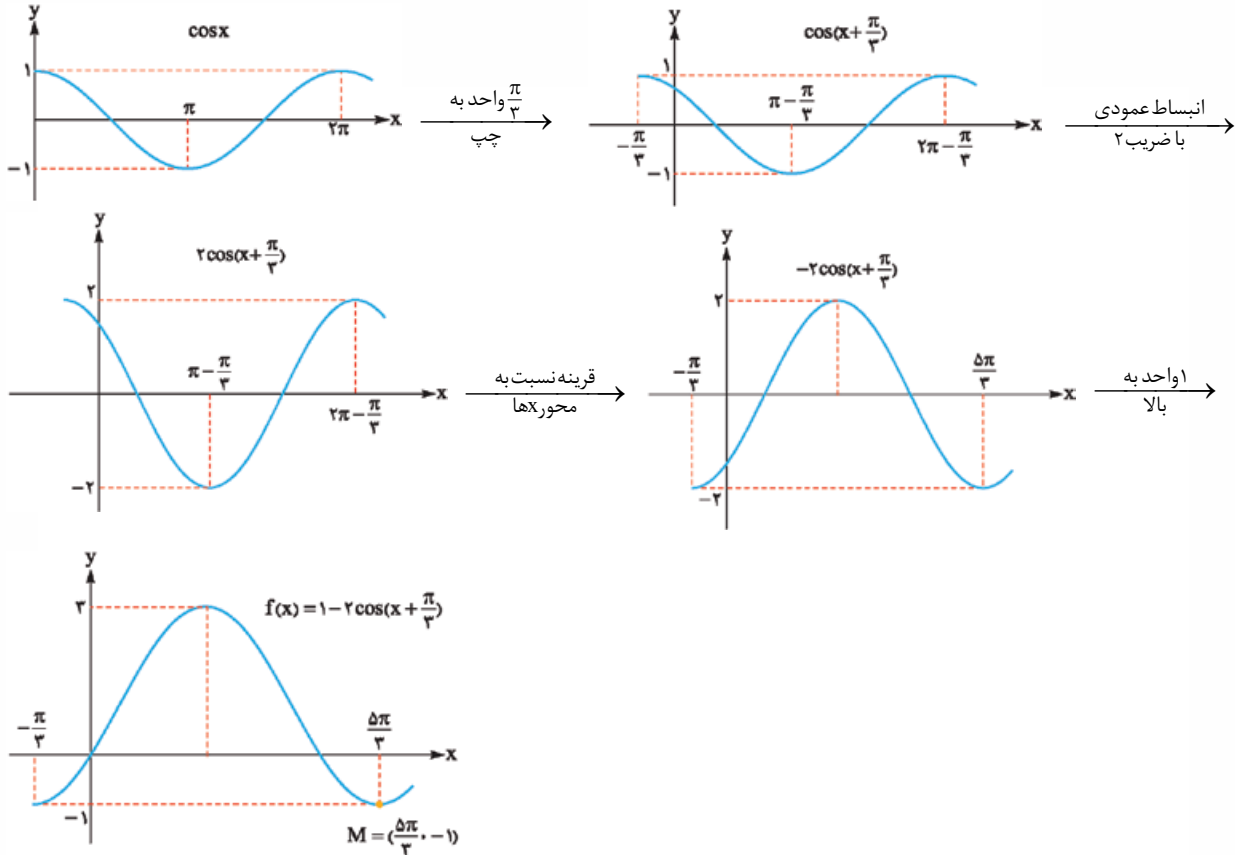 y
cosx
۱
π
۲π
x
−۱
π/۳ واحد به
چپ
y
cos(x+π/۳)
۱
π−π/۳
x
−π/۳
۲π−π/۳
−۱
انبساط عمودی
با ضریب ۲
y
۲cos(x+π/۳)
۲
π−π/۳
x
۲π−π/۳
−۲
قرینه نسبت به
محور xها
y
−۲cos(x+π/۳)
۲
−π/۳
۵π/۳
x
−۲
۱ واحد به
بالا
y
۳
f(x)=۱−۲cos(x+π/۳)
−π/۳
۵π/۳
x
−۱
M=(۵π/۳ , −۱)